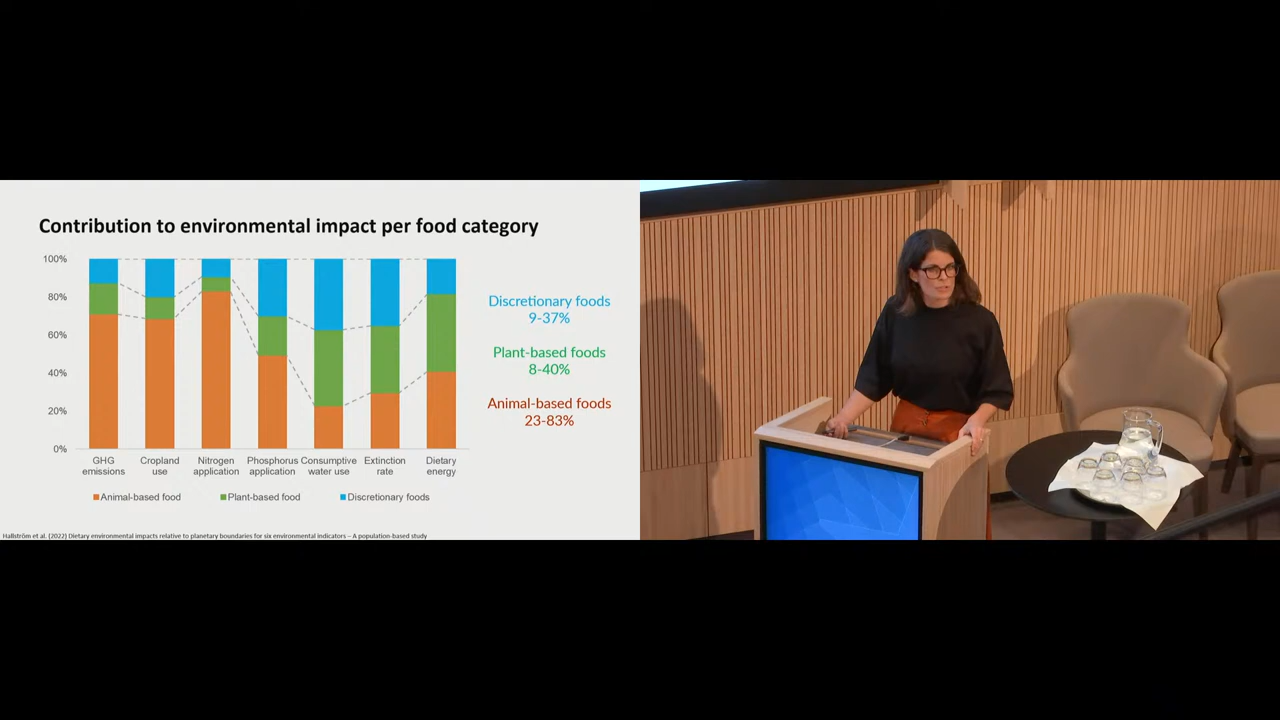 Contribution to environmental impact per food category
100%
80%
60%
40%
20%
0%
GHG emissions
Cropland use
Nitrogen application
Phosphorus application
Consumptive water use
Extinction rate
Dietary energy
Animal-based food
Plant-based food
Discretionary foods
Discretionary foods
9-37%
Plant-based foods
8-40%
Animal-based foods
23-83%
Hallström et al. (2022) Dietary environmental impacts relative to planetary boundaries for six environmental indicators – A population-based study